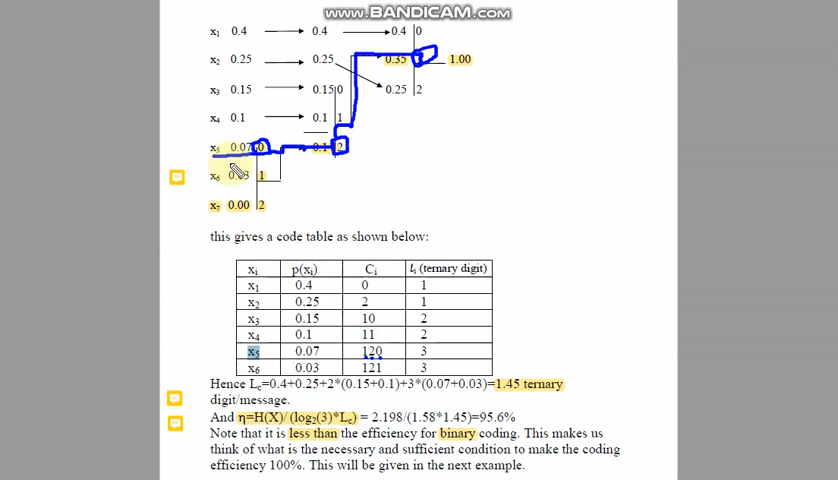 www.BANDICAM.com
x₁ 0.4 0.4 0.4 0
x₂ 0.25 0.25 0.35 1.00
x₃ 0.15 0.15 0 0.25 2
x₄ 0.1 0.1 1
x₅ 0.07 0 0.1 2
x₆ 1
x₇ 0.00 2
this gives a code table as shown below:
xᵢ p(xᵢ) Cᵢ lᵢ (ternary digit)
x₁ 0.4 0 1
x₂ 0.25 2 1
x₃ 0.15 10 2
x₄ 0.1 11 2
x₅ 0.07 120 3
x₆ 0.03 121 3
Hence L_c=0.4+0.25+2*(0.15+0.1)+3*(0.07+0.03)=1.45 ternary
digit/message.
And η=H(X)/(log₂(3)*L_c) = 2.198/(1.58*1.45)=95.6%
Note that it is less than the efficiency for binary coding. This makes us
think of what is the necessary and sufficient condition to make the coding
efficiency 100%. This will be given in the next example.